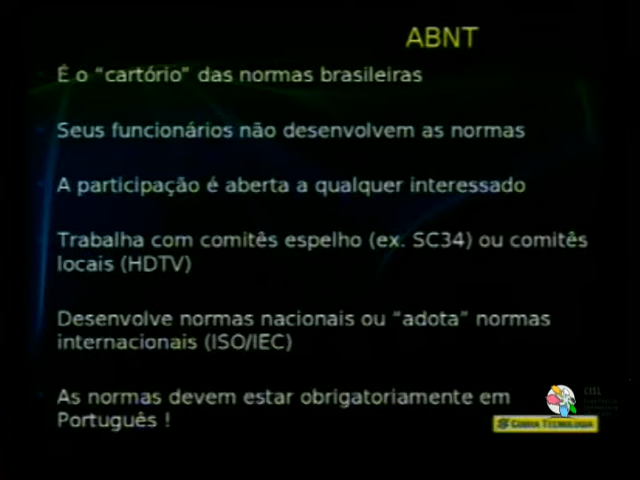 ABNT
É o “cartório” das normas brasileiras
Seus funcionários não desenvolvem as normas
A participação é aberta a qualquer interessado
Trabalha com comitês espelho (ex. SC34) ou comitês
locais (HDTV)
Desenvolve normas nacionais ou “adota” normas
internacionais (ISO/IEC)
As normas devem estar obrigatoriamente em
Português !
CISL
Cobra Tecnologia